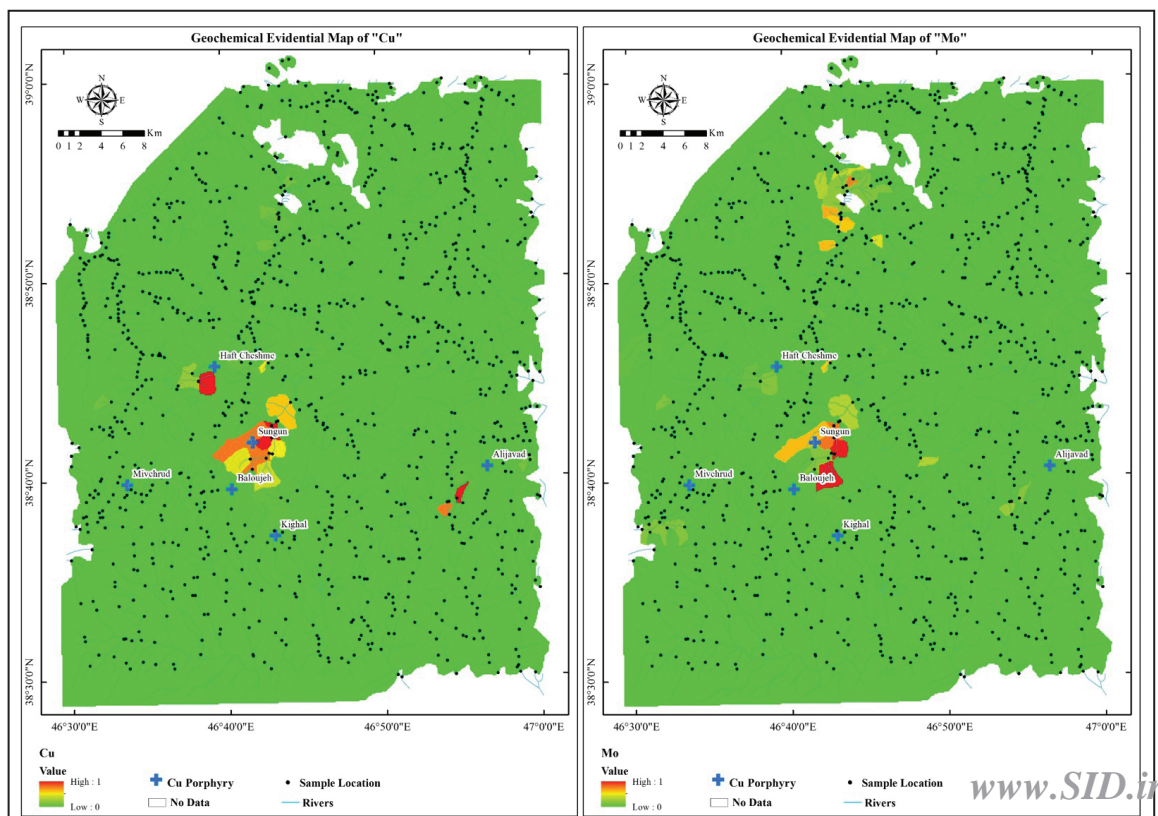 Geochemical Evidential Map of "Cu"
N
W E
S
0 1 2 4 6 8 Km
39°0'0"N
38°50'0"N
38°40'0"N
38°30'0"N
Haft Cheshme
Sungun
Alijavad
Mivehrud
Baloujeh
Kighal
46°30'0"E 46°40'0"E 46°50'0"E 47°0'0"E
Cu
Value
High : 1
Low : 0
Cu Porphyry
No Data
Sample Location
Rivers
Geochemical Evidential Map of "Mo"
N
W E
S
0 1 2 4 6 8 Km
39°0'0"N
38°50'0"N
38°40'0"N
38°30'0"N
Haft Cheshme
Sungun
Alijavad
Mivehrud
Baloujeh
Kighal
46°30'0"E 46°40'0"E 46°50'0"E 47°0'0"E
Mo
Value
High : 1
Low : 0
Cu Porphyry
No Data
Sample Location
Rivers
www.SID.ir